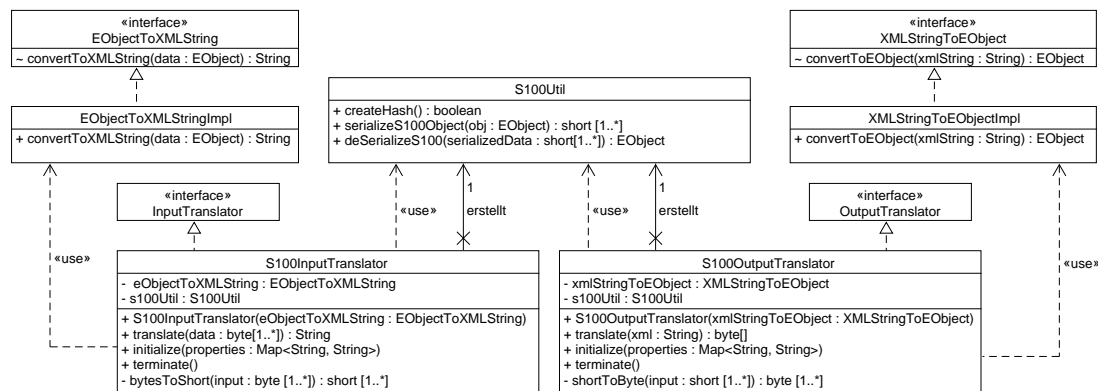 «interface»
EObjectToXMLString
~ convertToXMLString(data : EObject) : String
EObjectToXMLStringImpl
+ convertToXMLString(data : EObject) : String
S100Util
+ createHash() : boolean
+ serializeS100Object(obj : EObject) : short [1..*]
+ deSerializeS100(serializedData : short[1..*]) : EObject
«interface»
XMLStringToEObject
~ convertToEObject(xmlString : String) : EObject
XMLStringToEObjectImpl
+ convertToEObject(xmlString : String) : EObject
«interface»
InputTranslator
«use»
1
erstellt
«use»
1
erstellt
«interface»
OutputTranslator
«use»
«use»
S100InputTranslator
- eObjectToXMLString : EObjectToXMLString
- s100Util : S100Util
+ S100InputTranslator(eObjectToXMLString : EObjectToXMLString)
+ translate(data : byte[1..*]) : String
+ initialize(properties : Map<String, String>)
+ terminate()
- bytesToShort(input : byte [1..*]) : short [1..*]
S100OutputTranslator
- xmlStringToEObject : XMLStringToEObject
- s100Util : S100Util
+ S100OutputTranslator(xmlStringToEObject : XMLStringToEObject)
+ translate(xml : String) : byte[]
+ initialize(properties : Map<String, String>)
+ terminate()
- shortToByte(input : short [1..*]) : byte [1..*]